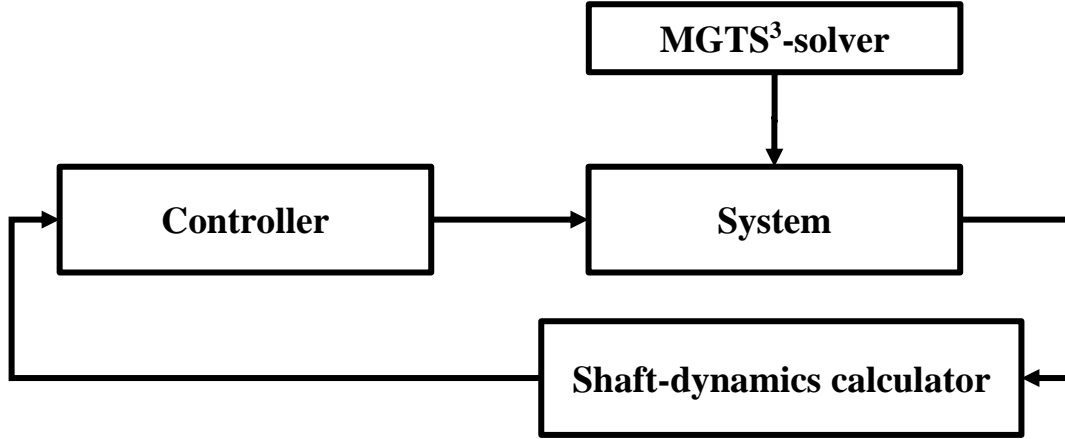 MGTS³-solver
Controller
System
Shaft-dynamics calculator